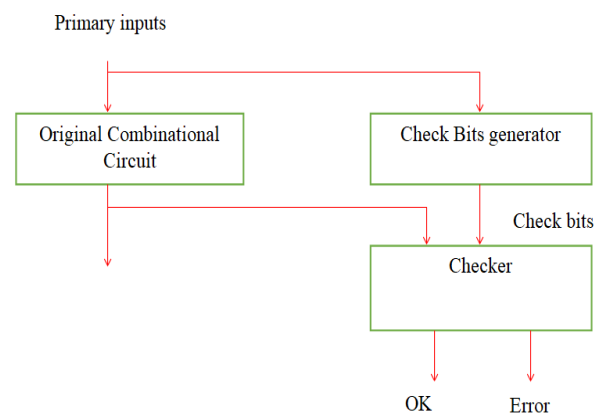 Primary inputs
Original Combinational
Circuit
Check Bits generator
Check bits
Checker
OK
Error